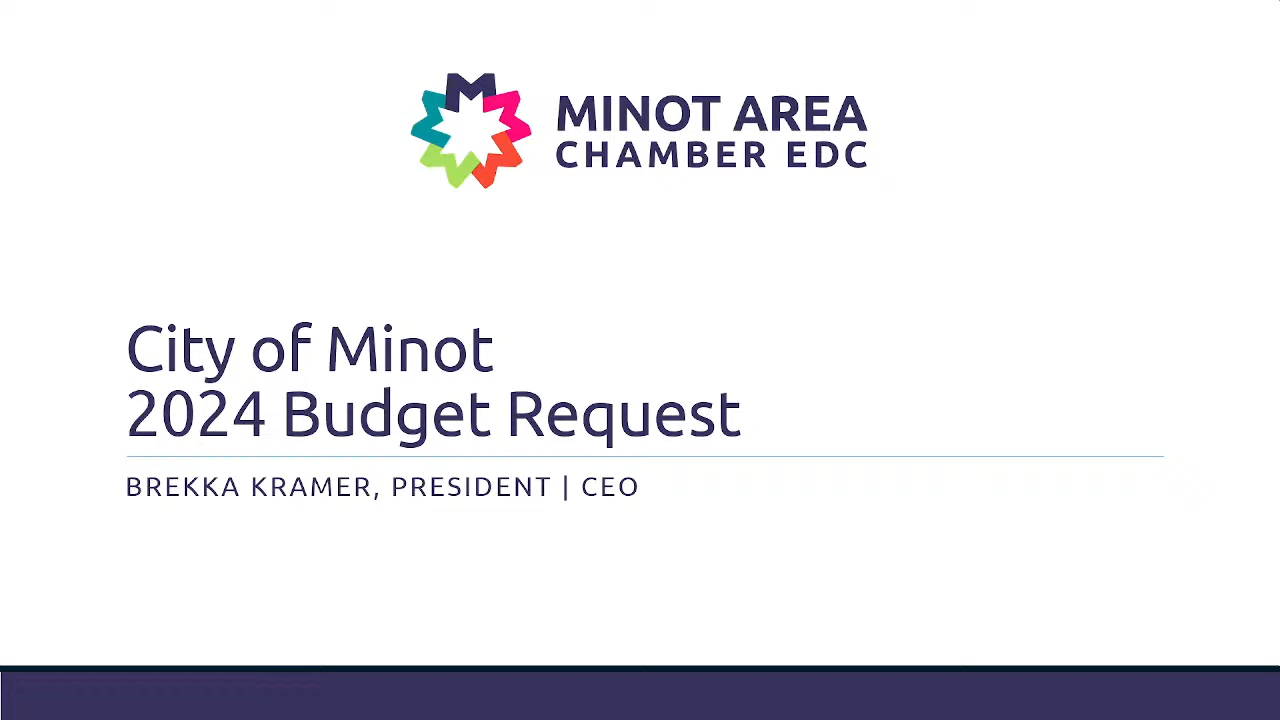 MINOT AREA
CHAMBER EDC
City of Minot
2024 Budget Request
BREKKA KRAMER, PRESIDENT | CEO